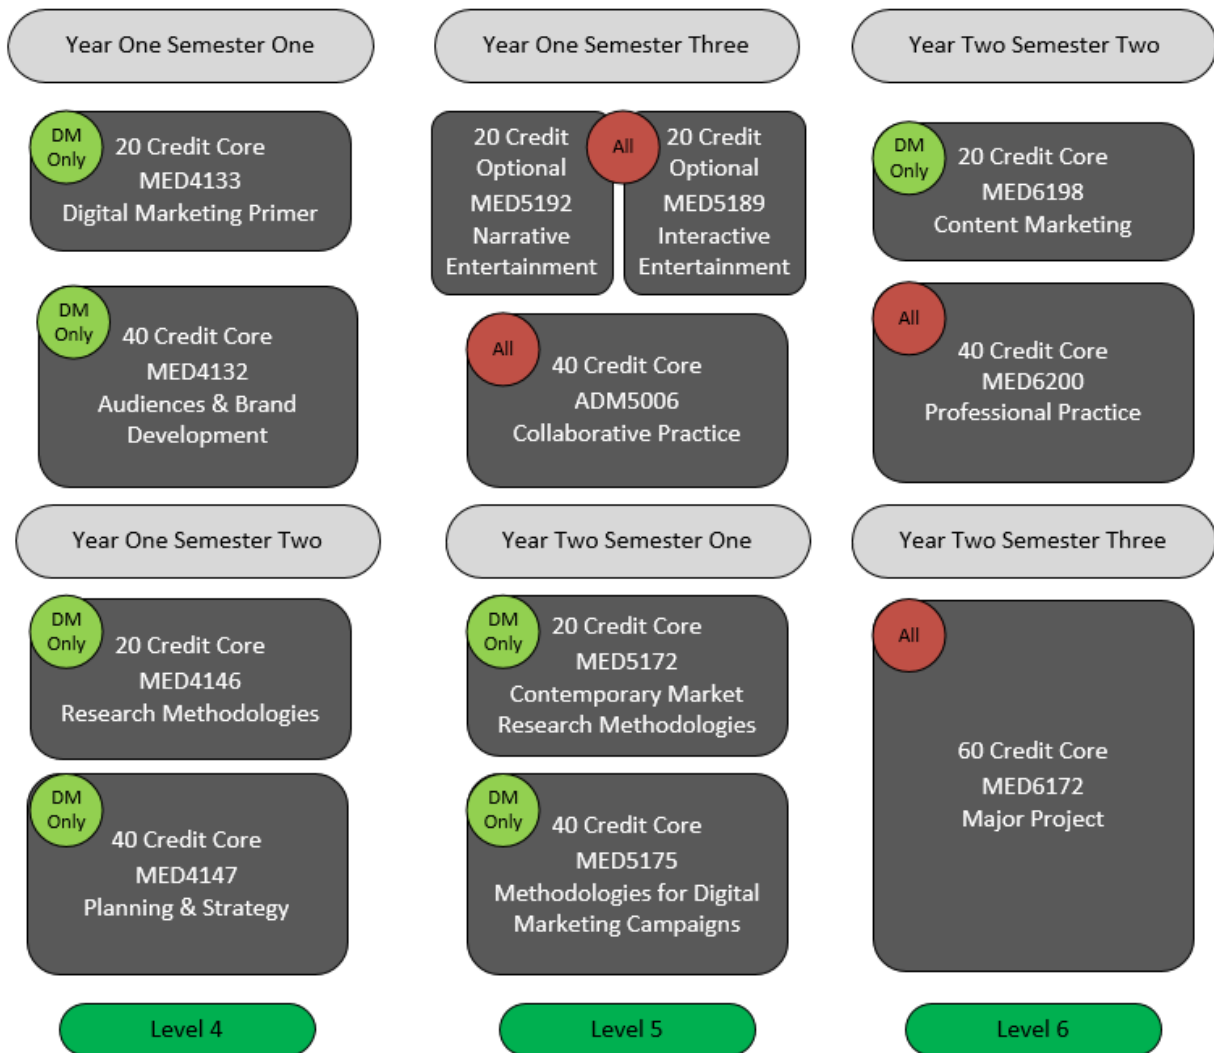 Year One Semester One
DM
Only
20 Credit Core
MED4133
Digital Marketing Primer
DM
Only
40 Credit Core
MED4132
Audiences & Brand
Development
Year One Semester Two
DM
Only
20 Credit Core
MED4146
Research Methodologies
DM
Only
40 Credit Core
MED4147
Planning & Strategy
Level 4
Year One Semester Three
20 Credit
Optional
MED5192
Narrative
Entertainment
All
20 Credit
Optional
MED5189
Interactive
Entertainment
All
40 Credit Core
ADM5006
Collaborative Practice
Year Two Semester One
DM
Only
20 Credit Core
MED5172
Contemporary Market
Research Methodologies
DM
Only
40 Credit Core
MED5175
Methodologies for Digital
Marketing Campaigns
Level 5
Year Two Semester Two
DM
Only
20 Credit Core
MED6198
Content Marketing
All
40 Credit Core
MED6200
Professional Practice
Year Two Semester Three
All
60 Credit Core
MED6172
Major Project
Level 6